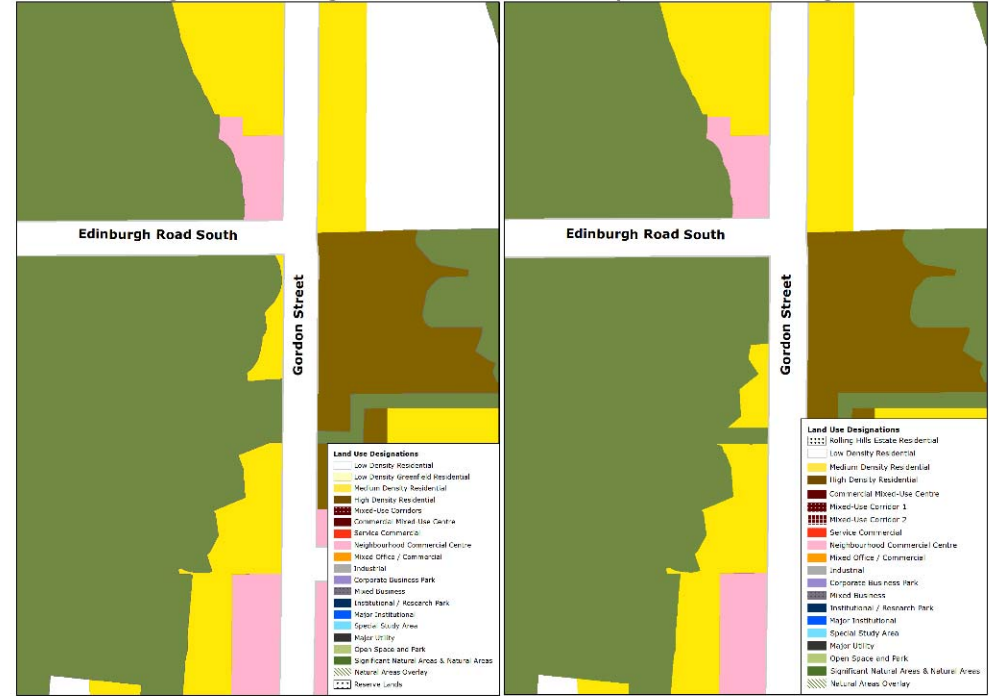 Edinburgh Road South
Gordon Street
Land Use Designations
Low Density Residential
Low Density Greenfield Residential
Medium Density Residential
High Density Residential
Mixed-Use Corridors
Commercial Mixed-Use Centre
Service Commercial
Neighbourhood Commercial Centre
Mixed Office / Commercial
Industrial
Corporate Business Park
Mixed Business
Institutional / Research Park
Major Institutional
Special Study Area
Major Utility
Open Space and Park
Significant Natural Areas & Natural Areas
Natural Areas Overlay
Reserve Lands
Edinburgh Road South
Gordon Street
Land Use Designations
Rolling Hills Estate Residential
Low Density Residential
Medium Density Residential
High Density Residential
Commercial Mixed-Use Centre
Mixed-Use Corridor 1
Mixed-Use Corridor 2
Service Commercial
Neighbourhood Commercial Centre
Mixed Office / Commercial
Industrial
Corporate Business Park
Mixed Business
Institutional / Research Park
Major Institutional
Special Study Area
Major Utility
Open Space and Park
Significant Natural Areas & Natural Areas
Natural Areas Overlay